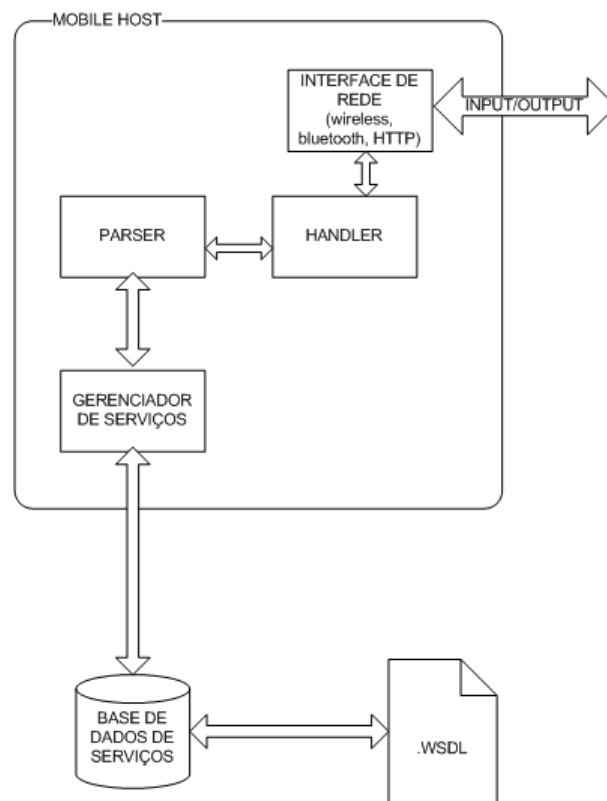 MOBILE HOST
INTERFACE DE
REDE
(wireless,
bluetooth, HTTP)
INPUT/OUTPUT
PARSER
HANDLER
GERENCIADOR
DE SERVIÇOS
BASE DE
DADOS DE
SERVIÇOS
.WSDL